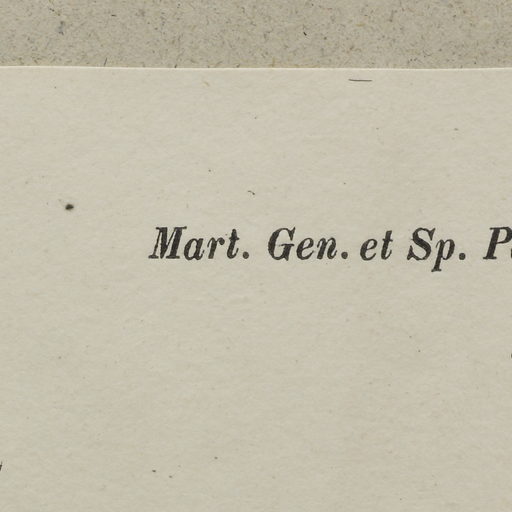 Mart. Gen. et Sp. P